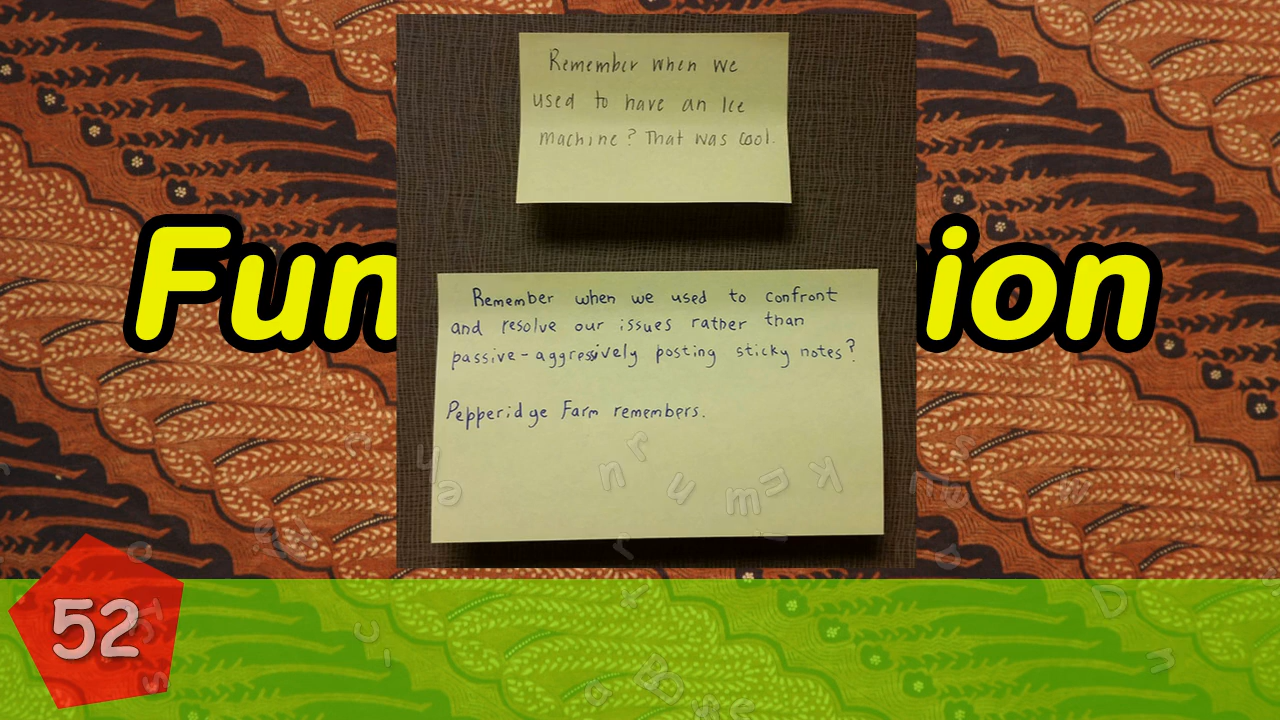 Remember when we
used to have an Ice
machine? That was cool.
Fun
ion
Remember when we used to confront
and resolve our issues rather than
passive-aggressively posting sticky notes?
Pepperidge Farm remembers.
52